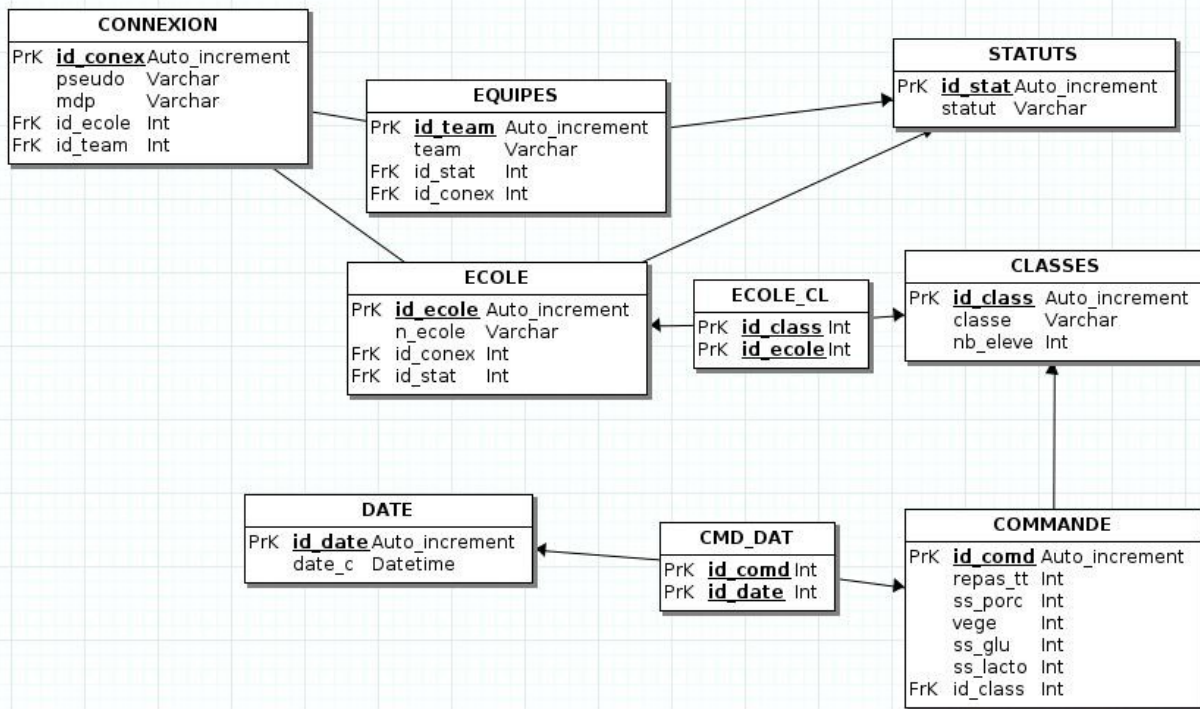 CONNEXION
PrK id_conex Auto_increment
pseudo Varchar
mdp Varchar
FrK id_ecole Int
FrK id_team Int
EQUIPES
PrK id_team Auto_increment
team Varchar
FrK id_stat Int
FrK id_conex Int
STATUTS
PrK id_stat Auto_increment
statut Varchar
ECOLE
PrK id_ecole Auto_increment
n_ecole Varchar
FrK id_conex Int
FrK id_stat Int
ECOLE_CL
PrK id_class Int
PrK id_ecole Int
CLASSES
PrK id_class Auto_increment
classe Varchar
nb_eleve Int
DATE
PrK id_date Auto_increment
date_c Datetime
CMD_DAT
PrK id_comd Int
PrK id_date Int
COMMANDE
PrK id_comd Auto_increment
repas_tt Int
ss_porc Int
vege Int
ss_glu Int
ss_lacto Int
FrK id_class Int